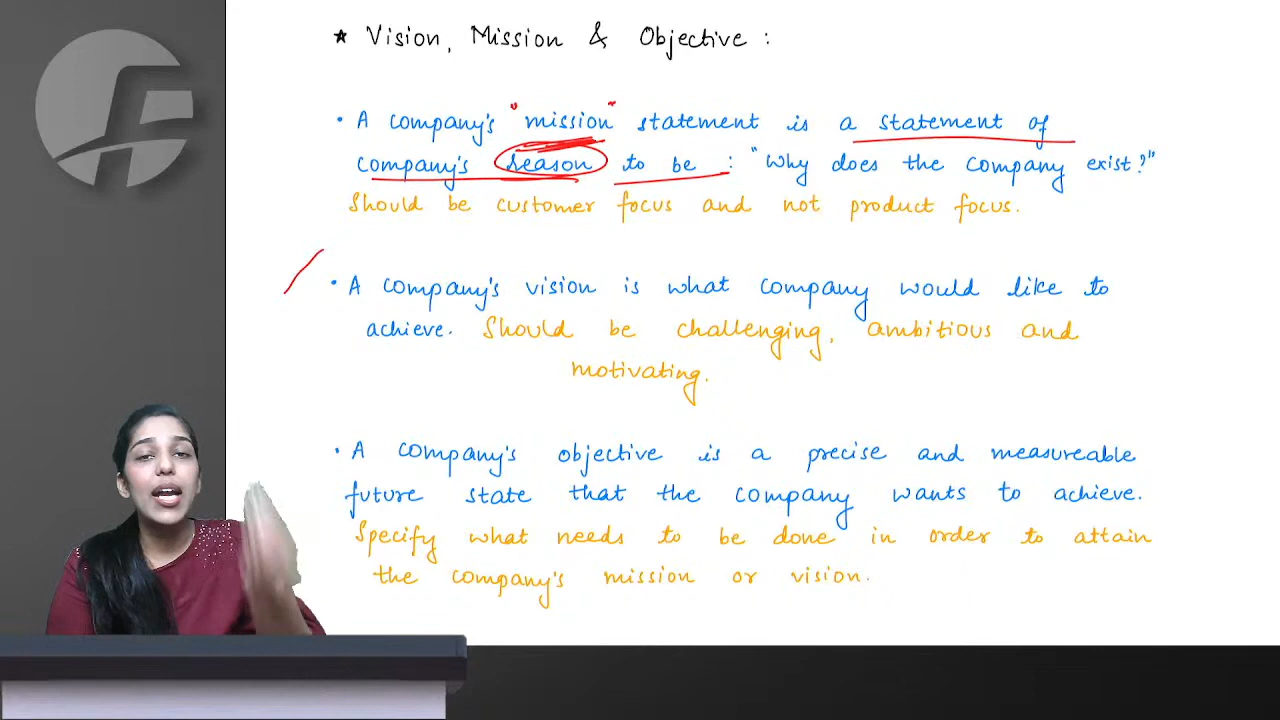 * Vision, Mission & Objective :
• A company's "mission" statement is a statement of
company's reason to be : "Why does the company exist?"
Should be customer focus and not product focus.
• A company's vision is what company would like to
achieve. Should be challenging, ambitious and
motivating.
• A company's objective is a precise and measureable
future state that the company wants to achieve.
Specify what needs to be done in order to attain
the company's mission or vision.